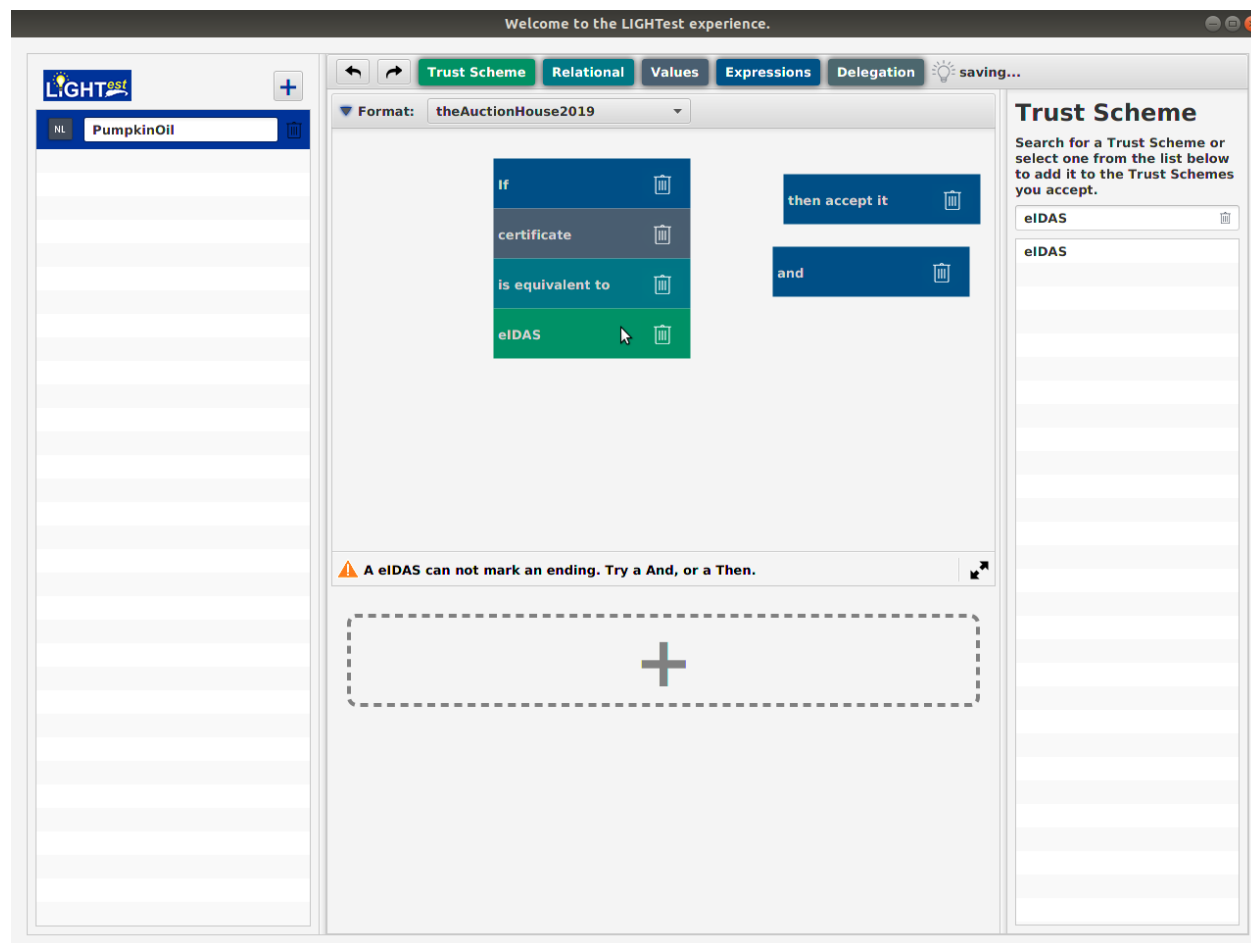 Welcome to the LIGHTest experience.
LIGHTest
+
Trust Scheme
Relational
Values
Expressions
Delegation
saving...
NL
PumpkinOil
Format:
theAuctionHouse2019
If
certificate
is equivalent to
eIDAS
then accept it
and
A eIDAS can not mark an ending. Try a And, or a Then.
+
Trust Scheme
Search for a Trust Scheme or
select one from the list below
to add it to the Trust Schemes
you accept.
eIDAS
eIDAS